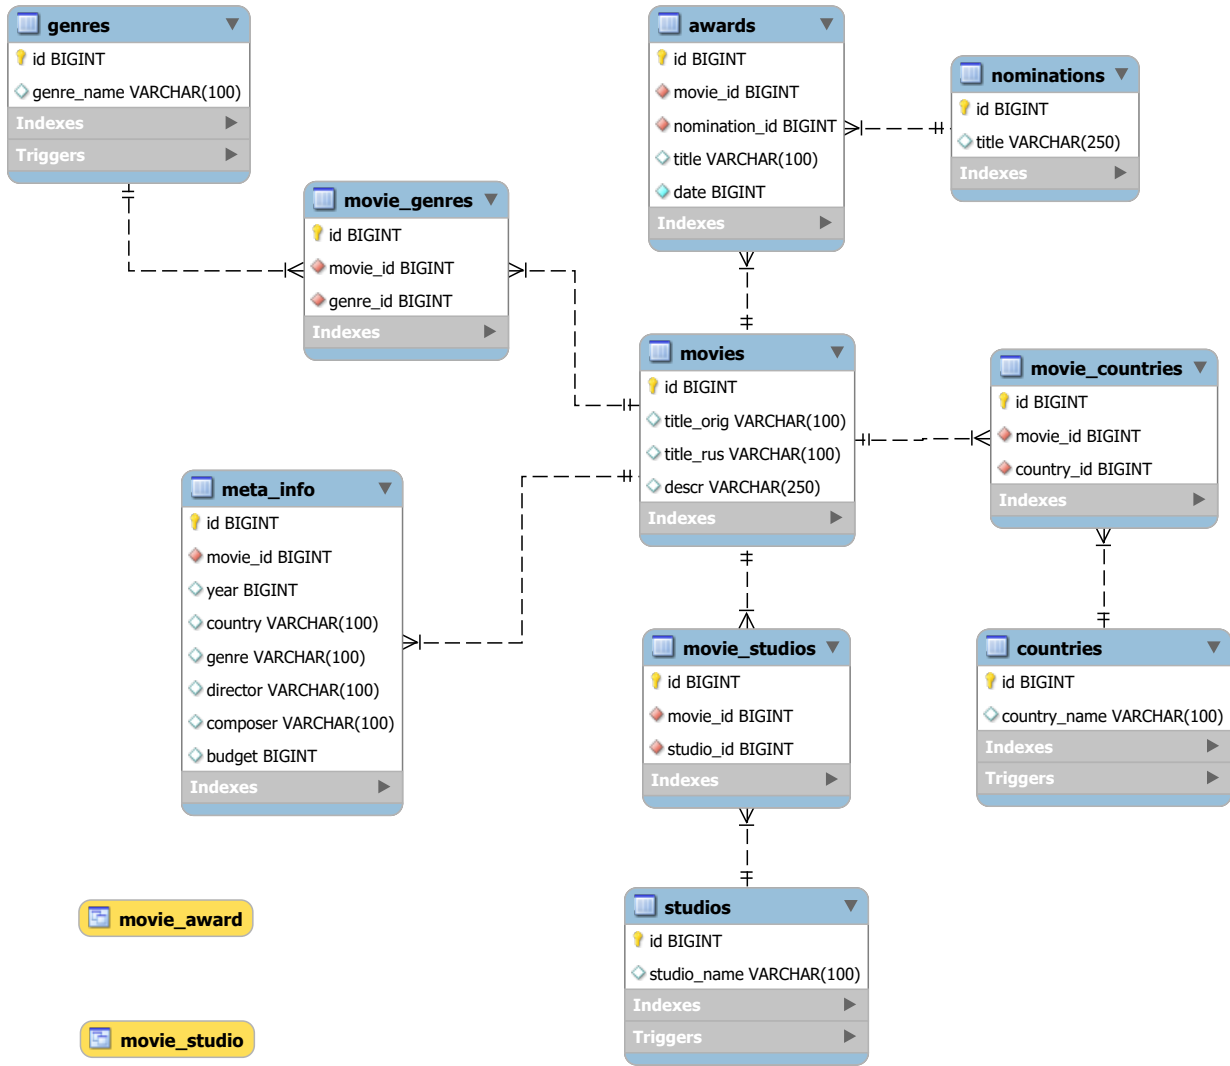 genres
id BIGINT
genre_name VARCHAR(100)
Indexes
Triggers
awards
id BIGINT
movie_id BIGINT
nomination_id BIGINT
title VARCHAR(100)
date BIGINT
Indexes
nominations
id BIGINT
title VARCHAR(250)
Indexes
movie_genres
id BIGINT
movie_id BIGINT
genre_id BIGINT
Indexes
movies
id BIGINT
title_orig VARCHAR(100)
title_rus VARCHAR(100)
descr VARCHAR(250)
Indexes
movie_countries
id BIGINT
movie_id BIGINT
country_id BIGINT
Indexes
meta_info
id BIGINT
movie_id BIGINT
year BIGINT
country VARCHAR(100)
genre VARCHAR(100)
director VARCHAR(100)
composer VARCHAR(100)
budget BIGINT
Indexes
movie_studios
id BIGINT
movie_id BIGINT
studio_id BIGINT
Indexes
countries
id BIGINT
country_name VARCHAR(100)
Indexes
Triggers
movie_award
studios
id BIGINT
studio_name VARCHAR(100)
Indexes
Triggers
movie_studio